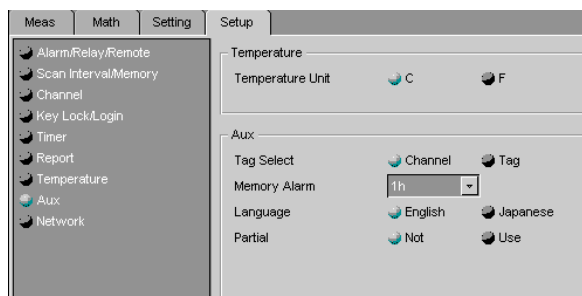 Meas Math Setting Setup
Alarm/Relay/Remote
Scan Interval/Memory
Channel
Key Lock/Login
Timer
Report
Temperature
Aux
Network
Temperature
Temperature Unit C F
Aux
Tag Select Channel Tag
Memory Alarm 1h
Language English Japanese
Partial Not Use